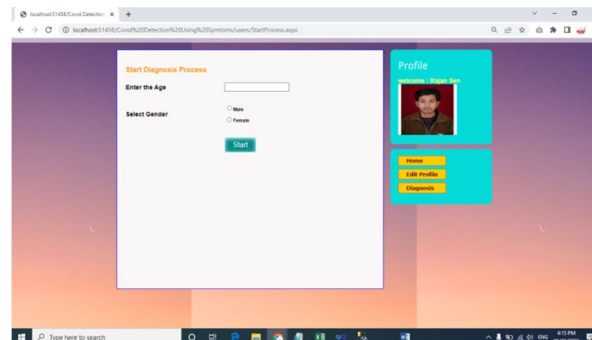 localhost:51458/Covid Detection
localhost:51458/Covid%20Detection%20Using%20Symtoms/users/StartProcess.aspx
Start Diagnosis Process
Enter the Age
Select Gender
Male
Female
Start
Profile
welcome : Rajan Sen
Home
Edit Profile
Diagnosis
Type here to search
ENG
4:15 PM